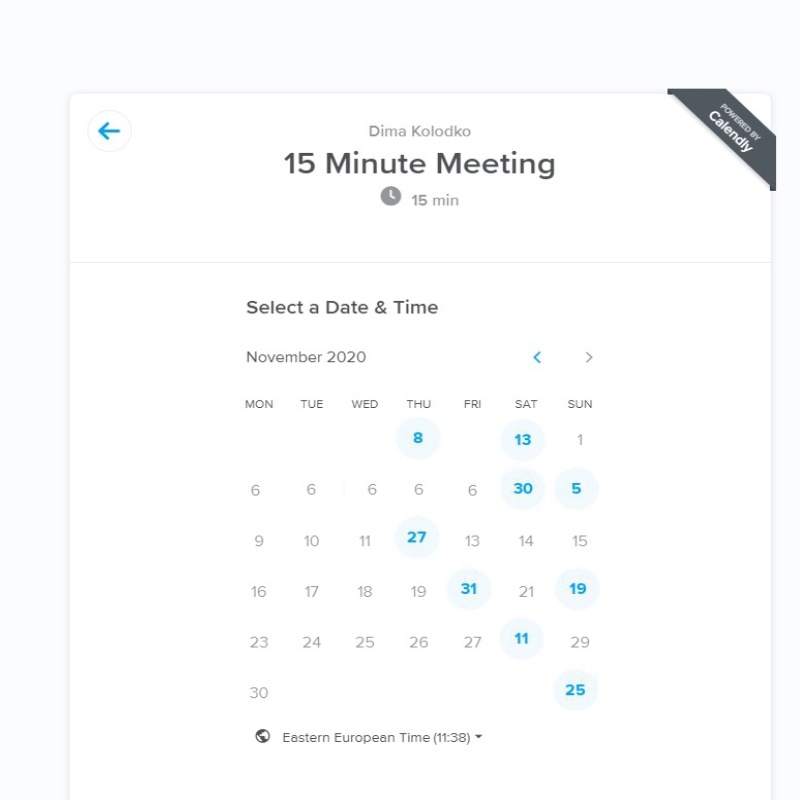 POWERED BY
Calendly
Dima Kolodko
15 Minute Meeting
15 min
Select a Date & Time
November 2020
MON TUE WED THU FRI SAT SUN
8 13 1
6 6 6 6 6 30 5
9 10 11 27 13 14 15
16 17 18 19 31 21 19
23 24 25 26 27 11 29
30 25
Eastern European Time (11:38)